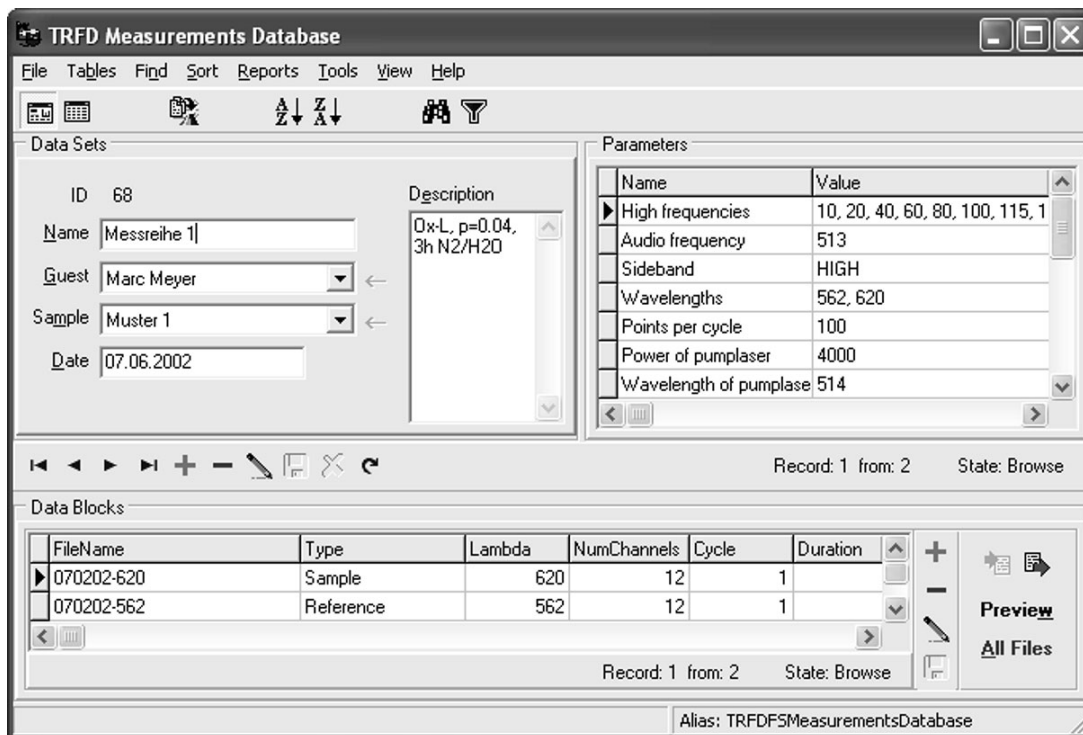 TRFD Measurements Database
File Tables Find Sort Reports Tools View Help
Data Sets
ID 68
Name Messreihe 1
Guest Marc Meyer
Sample Muster 1
Date 07.06.2002
Description
Ox-L, p=0.04,
3h N2/H2O
Parameters
Name Value
High frequencies 10, 20, 40, 60, 80, 100, 115, 1
Audio frequency 513
Sideband HIGH
Wavelengths 562, 620
Points per cycle 100
Power of pumplaser 4000
Wavelength of pumplase 514
Record: 1 from: 2 State: Browse
Data Blocks
FileName Type Lambda NumChannels Cycle Duration
070202-620 Sample 620 12 1
070202-562 Reference 562 12 1
Record: 1 from: 2 State: Browse
Preview
All Files
Alias: TRFDFSMeasurementsDatabase